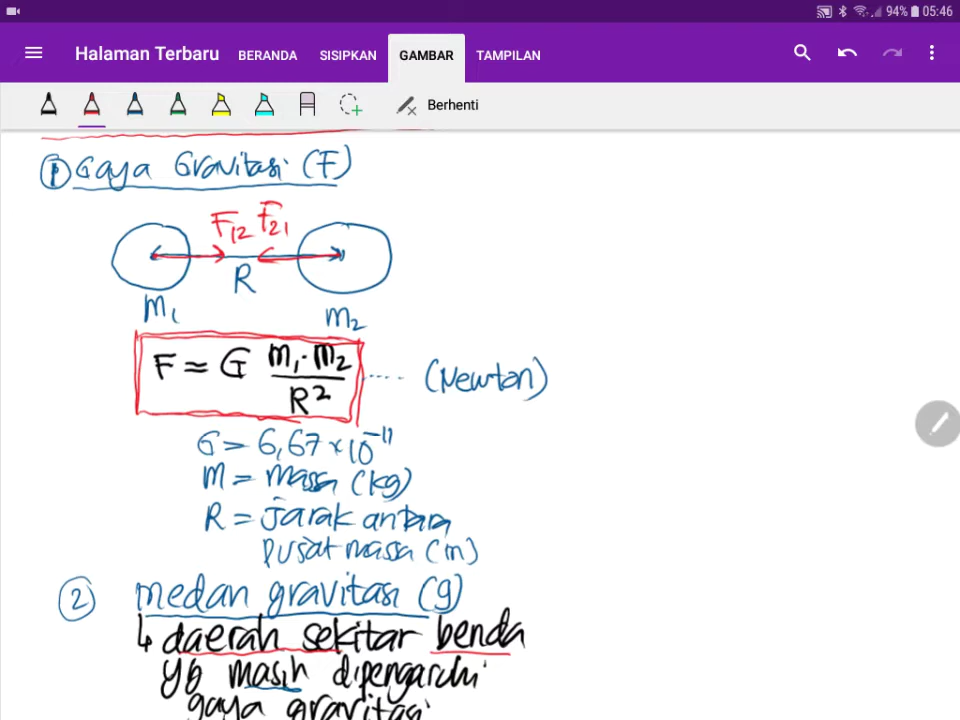 94% 05:46
Halaman Terbaru BERANDA SISIPKAN GAMBAR TAMPILAN
Berhenti
1 Gaya Gravitasi (F)
F12 F21
R
M1 m2
F = G m1 . m2 / R²
..... (Newton)
G = 6,67 × 10⁻¹¹
M = massa (kg)
R = Jarak antara
pusat massa (m)
2 medan gravitasi (g)
↳ daerah sekitar benda
yg masih dipengaruhi
gaya gravitasi